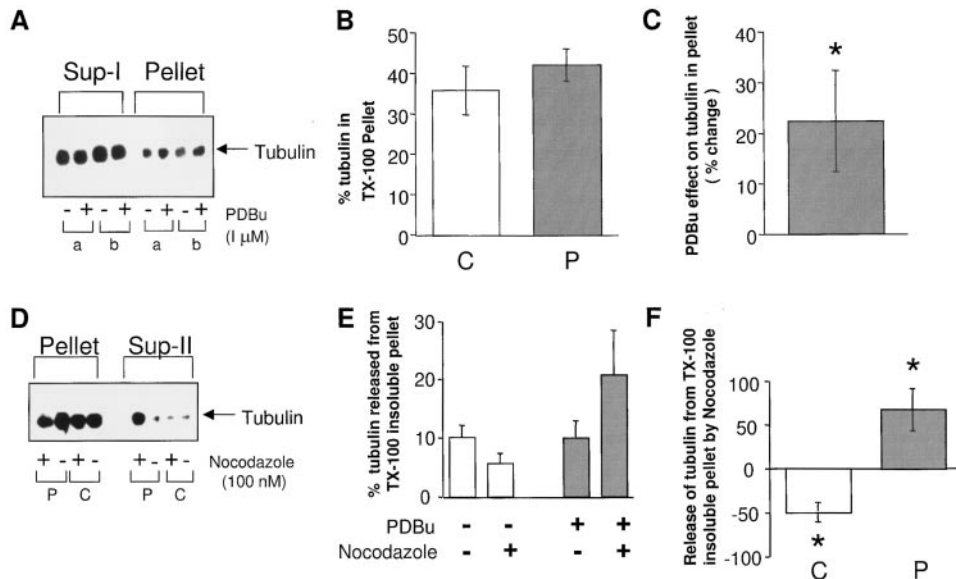 A
Sup-I Pellet
Tubulin
- + - + - + - + PDBu
a b a b (I μM)
B
% tubulin in
TX-100 Pellet
50
40
30
20
10
0
C P
C
PDBu effect on tubulin in pellet
( % change)
40
30
20
10
0
*
D
Pellet Sup-II
Tubulin
+ - + - + - + - Nocodazole
P C P C (100 nM)
E
% tubulin released from
TX-100 insoluble pellet
30
20
10
0
PDBu - - + +
Nocodazole - + - +
F
Release of tubulin from TX-100
insoluble pellet by Nocodazole
100
50
0
-50
-100
*
*
C P